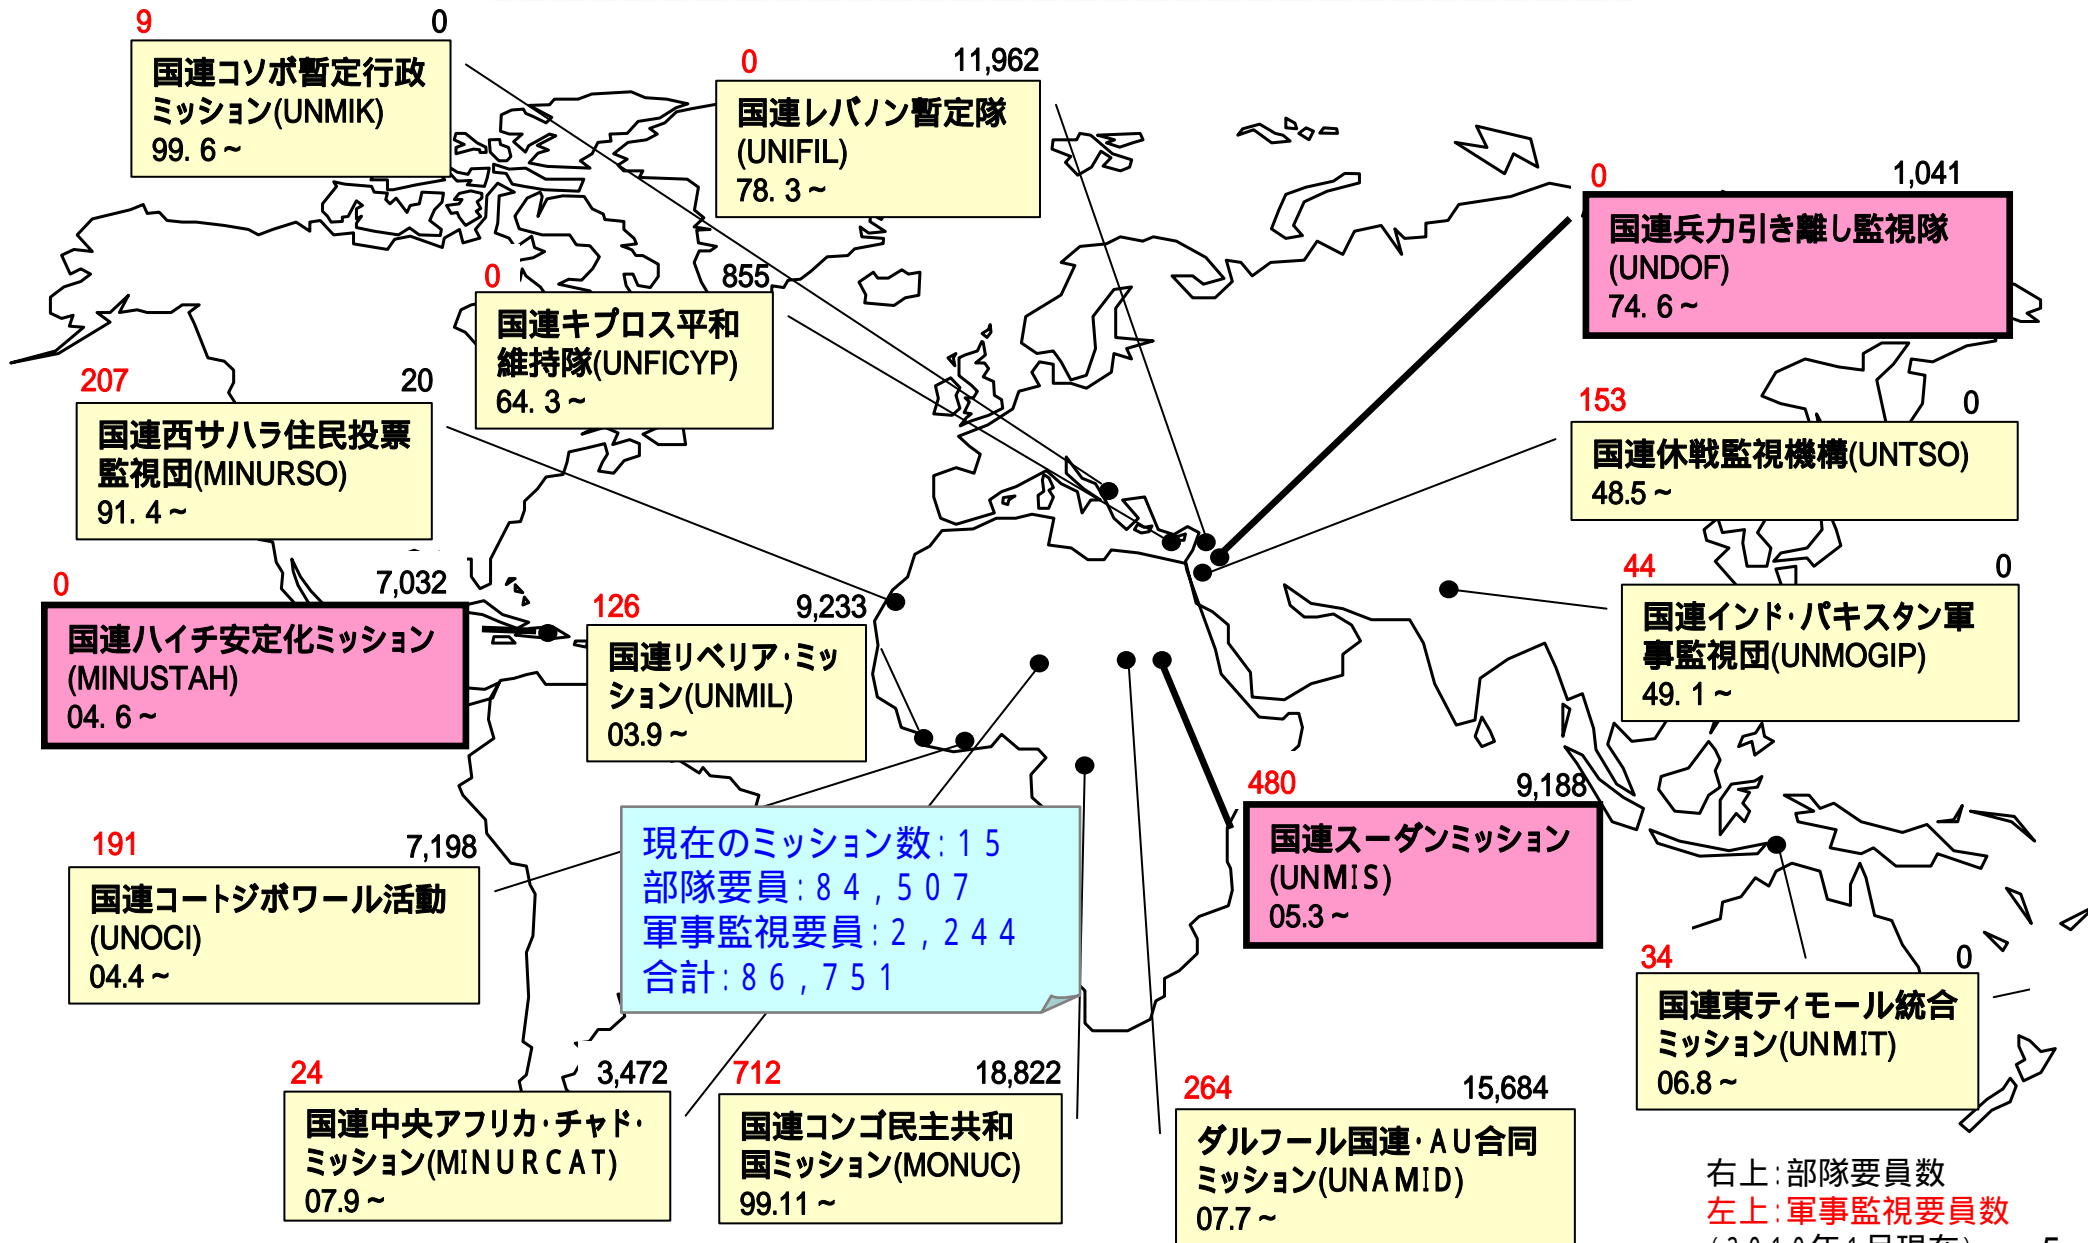 9 0
国連コソボ暫定行政
ミッション(UNMIK)
99. 6～
0 11,962
国連レバノン暫定隊
(UNIFIL)
78. 3～
0 1,041
国連兵力引き離し監視隊
(UNDOF)
74. 6～
0 855
国連キプロス平和
維持隊(UNFICYP)
64. 3～
207 20
国連西サハラ住民投票
監視団(MINURSO)
91. 4～
153 0
国連休戦監視機構(UNTSO)
48.5～
0 7,032
国連ハイチ安定化ミッション
(MINUSTAH)
04. 6～
126 9,233
国連リベリア・ミッ
ション(UNMIL)
03.9～
44 0
国連インド・パキスタン軍
事監視団(UNMOGIP)
49. 1～
480 9,188
国連スーダンミッション
(UNMIS)
05.3～
191 7,198
国連コートジボワール活動
(UNOCI)
04.4～
現在のミッション数：15
部隊要員：84,507
軍事監視要員：2,244
合計：86,751
34 0
国連東ティモール統合
ミッション(UNMIT)
06.8～
24 3,472
国連中央アフリカ・チャド・
ミッション(MINURCAT)
07.9～
712 18,822
国連コンゴ民主共和
国ミッション(MONUC)
99.11～
264 15,684
ダルフール国連・AU合同
ミッション(UNAMID)
07.7～
右上：部隊要員数
左上：軍事監視要員数